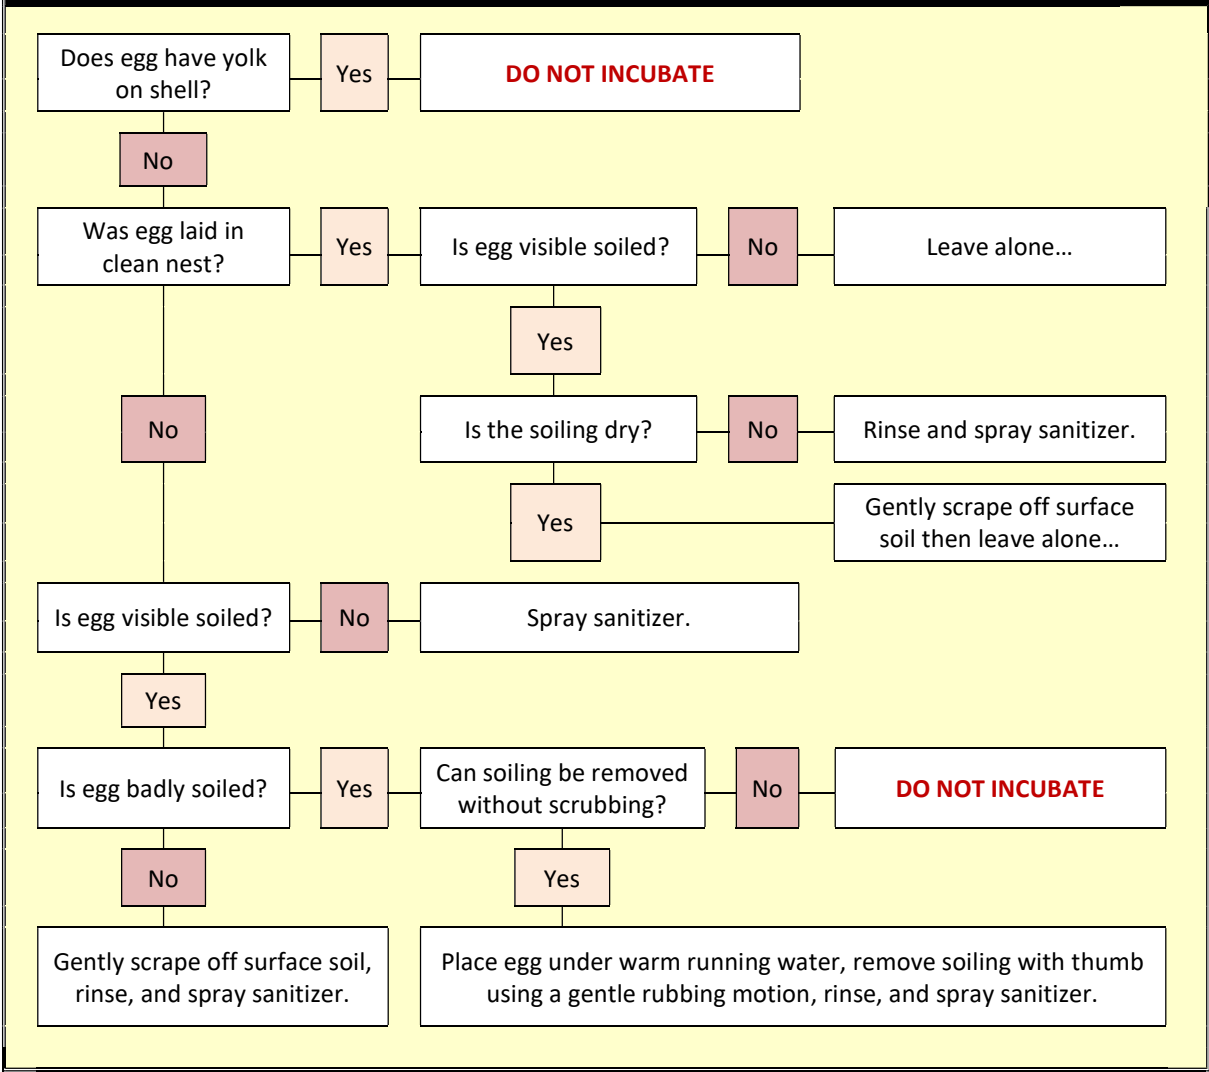 Does egg have yolk
on shell?
Yes
DO NOT INCUBATE
No
Was egg laid in
clean nest?
Yes
Is egg visible soiled?
No
Leave alone…
Yes
No
Is the soiling dry?
No
Rinse and spray sanitizer.
Yes
Gently scrape off surface
soil then leave alone…
Is egg visible soiled?
No
Spray sanitizer.
Yes
Is egg badly soiled?
Yes
Can soiling be removed
without scrubbing?
No
DO NOT INCUBATE
No
Yes
Gently scrape off surface soil,
rinse, and spray sanitizer.
Place egg under warm running water, remove soiling with thumb
using a gentle rubbing motion, rinse, and spray sanitizer.